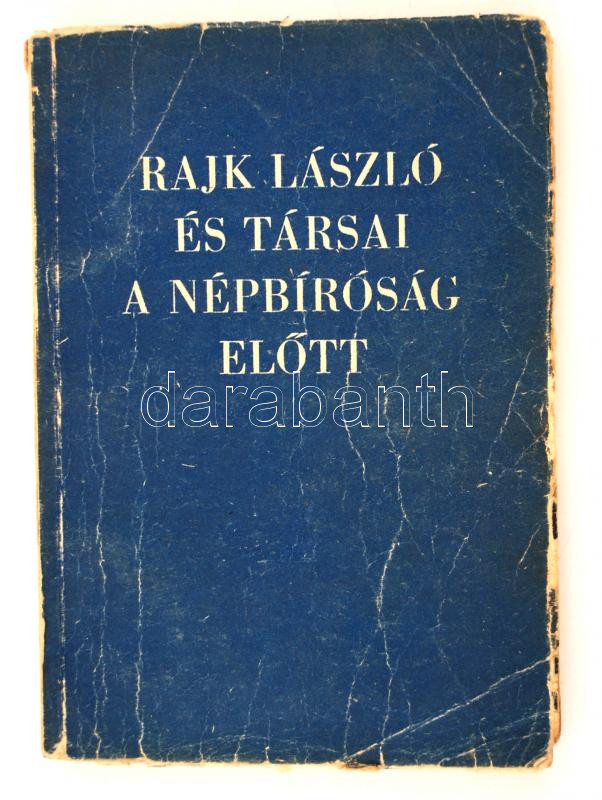 RAJK LÁSZLÓ
ÉS TÁRSAI
A NÉPBÍRÓSÁG
ELŐTT
darabanth